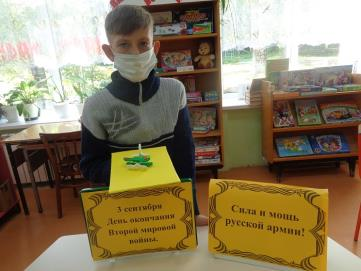 3 сентября
День окончания
Второй мировой
войны.
Сила и мощь
русской армии!